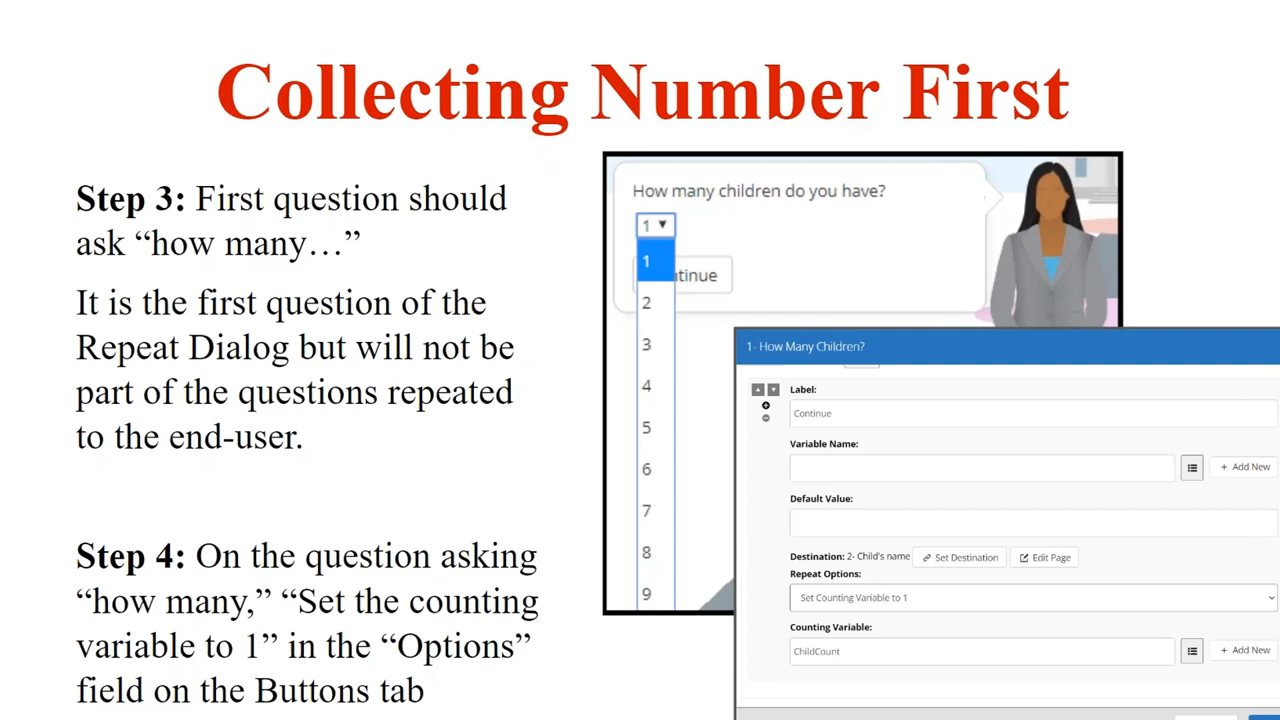 Collecting Number First
Step 3: First question should
ask “how many…”
It is the first question of the
Repeat Dialog but will not be
part of the questions repeated
to the end-user.
Step 4: On the question asking
“how many,” “Set the counting
variable to 1” in the “Options”
field on the Buttons tab
How many children do you have?
1
1
2
3
4
5
6
7
8
9
ntinue
1- How Many Children?
Label:
Continue
Variable Name:
+ Add New
Default Value:
Destination: 2- Child's name Set Destination Edit Page
Repeat Options:
Set Counting Variable to 1
Counting Variable:
ChildCount
+ Add New